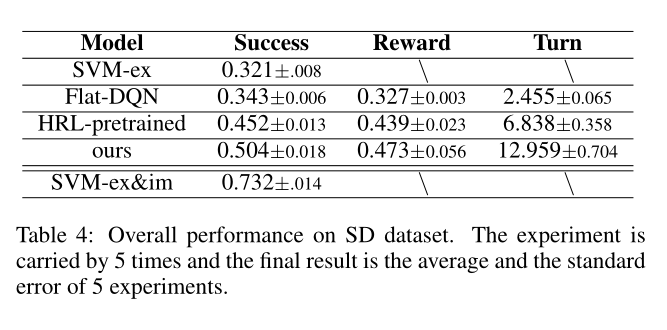 Model Success Reward Turn
SVM-ex 0.321±.008 \ \
Flat-DQN 0.343±0.006 0.327±0.003 2.455±0.065
HRL-pretrained 0.452±0.013 0.439±0.023 6.838±0.358
ours 0.504±0.018 0.473±0.056 12.959±0.704
SVM-ex&im 0.732±.014 \ \
Table 4: Overall performance on SD dataset. The experiment is
carried by 5 times and the final result is the average and the standard
error of 5 experiments.